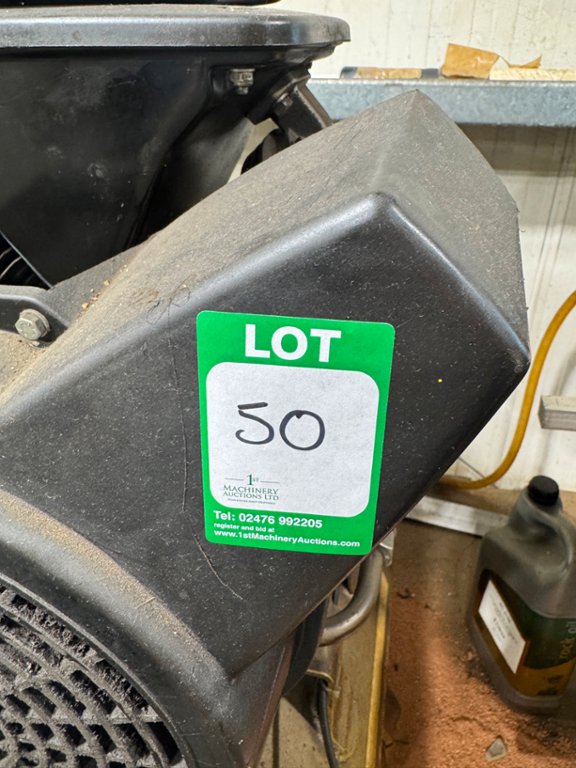 LOT
50
1st
MACHINERY
AUCTIONS LTD
Tel: 02476 992205
register and bid at
www.1stMachineryAuctions.com